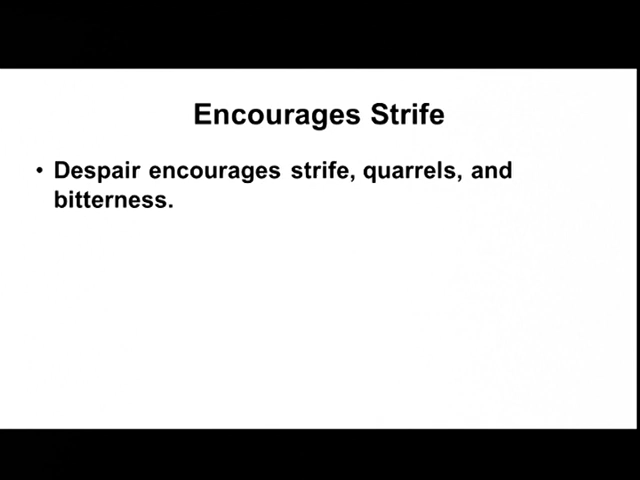 Encourages Strife
• Despair encourages strife, quarrels, and
bitterness.